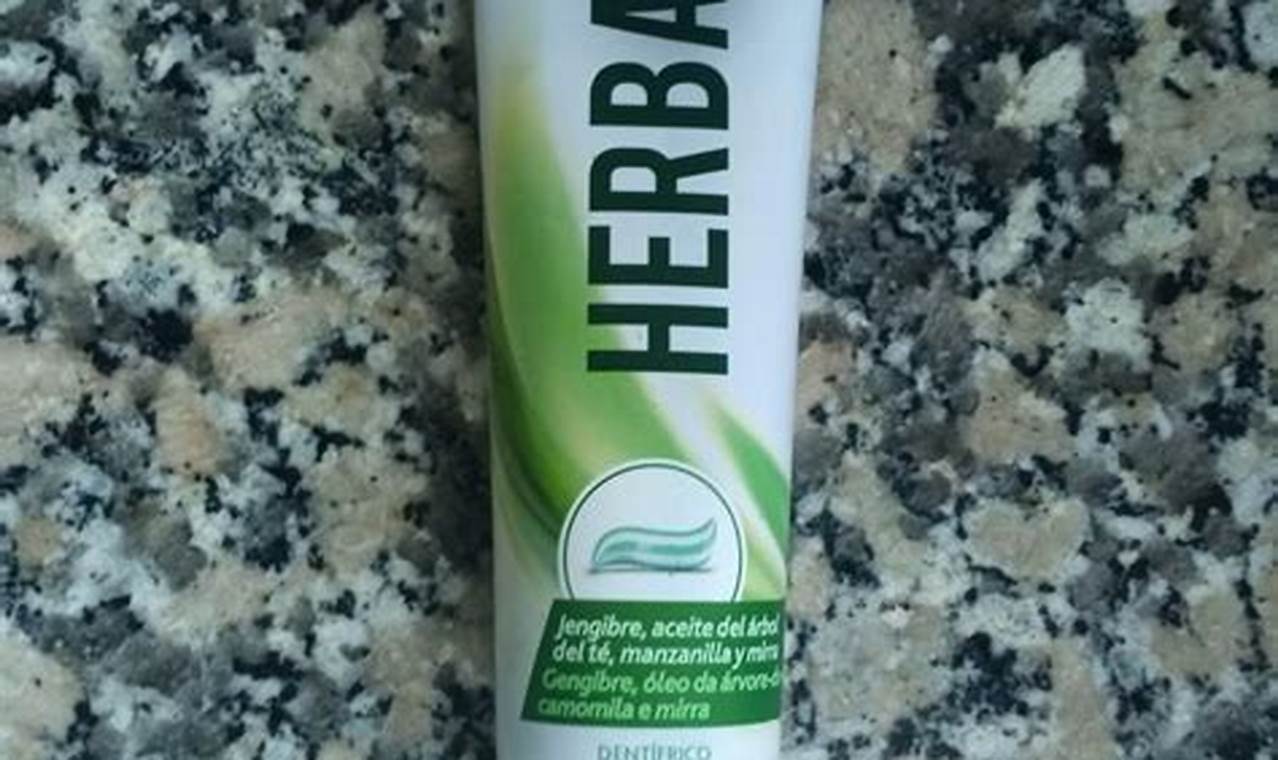 HERBA
Jengibre, aceite del árbol
del té, manzanilla y mirra
Gengibre, óleo da árvore-d
camomila e mirra
DENTÍFRICO